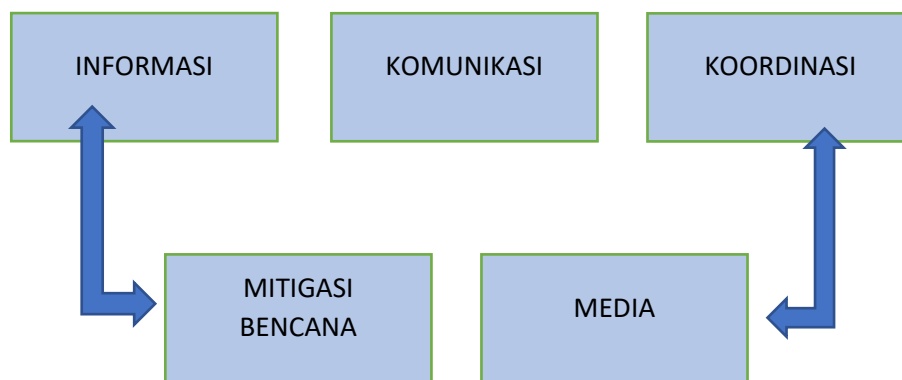 INFORMASI
KOMUNIKASI
KOORDINASI
MITIGASI
BENCANA
MEDIA